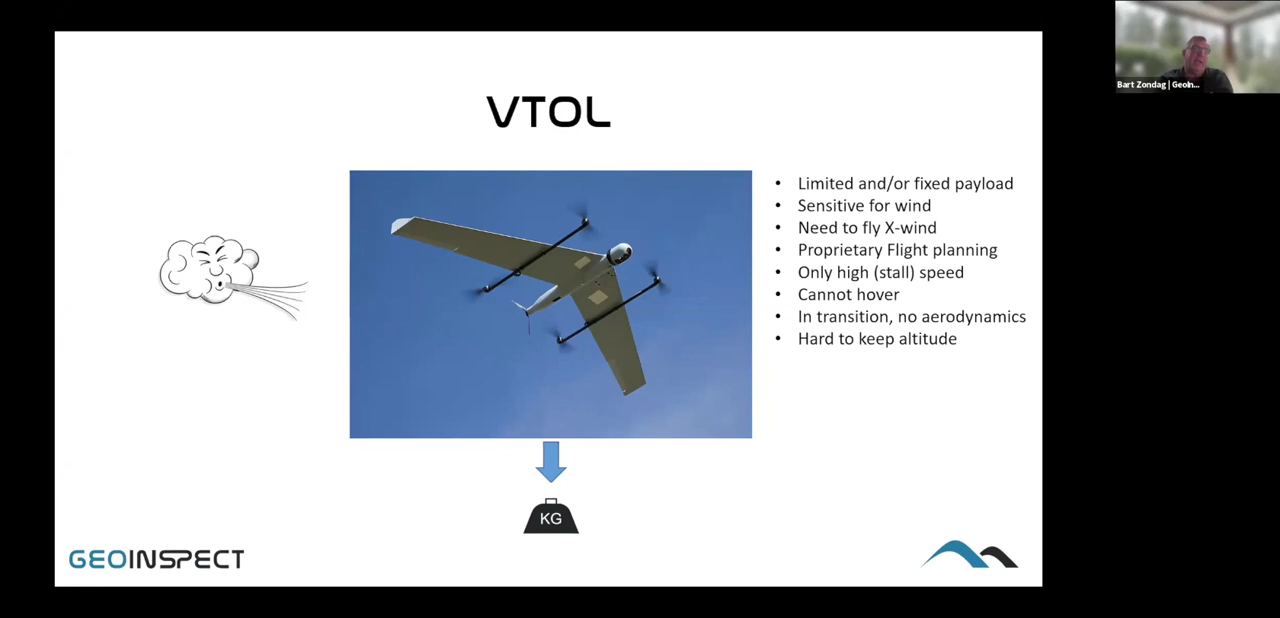 VTOL
• Limited and/or fixed payload
• Sensitive for wind
• Need to fly X-wind
• Proprietary Flight planning
• Only high (stall) speed
• Cannot hover
• In transition, no aerodynamics
• Hard to keep altitude
KG
GEOINSPECT
Bart Zondag | GeoIn...